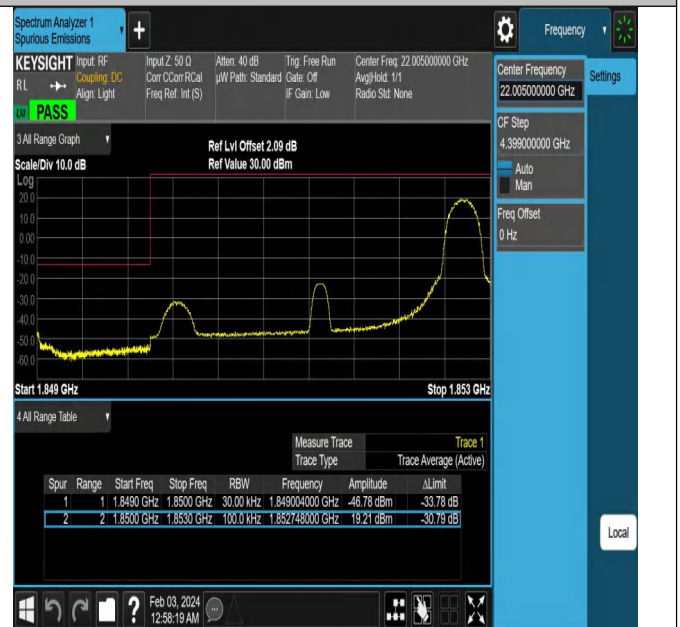 Spectrum Analyzer 1
Spurious Emissions
+
Frequency
KEYSIGHT
RL
PASS
Input: RF
Coupling: DC
Align: Light
Input Z: 50 Ω
Corr CCorr RCal
Freq Ref: Int (S)
Atten: 40 dB
µW Path: Standard
Trig: Free Run
Gate: Off
IF Gain: Low
Center Freq: 22.005000000 GHz
Avg|Hold: 1/1
Radio Std: None
Center Frequency
22.005000000 GHz
Settings
CF Step
4.399000000 GHz
Auto
Man
Freq Offset
0 Hz
3 All Range Graph
Scale/Div 10.0 dB
Ref Lvl Offset 2.09 dB
Ref Value 30.00 dBm
Log
20.0
10.0
0.00
-10.0
-20.0
-30.0
-40.0
-50.0
-60.0
Start 1.849 GHz
Stop 1.853 GHz
4 All Range Table
Measure Trace Trace 1
Trace Type Trace Average (Active)
Spur Range Start Freq Stop Freq RBW Frequency Amplitude ΔLimit
1 1 1.8490 GHz 1.8500 GHz 30.00 kHz 1.849004000 GHz -46.78 dBm -33.78 dB
2 2 1.8500 GHz 1.8530 GHz 100.0 kHz 1.852748000 GHz 19.21 dBm -30.79 dB
Local
?
Feb 03, 2024
12:58:19 AM